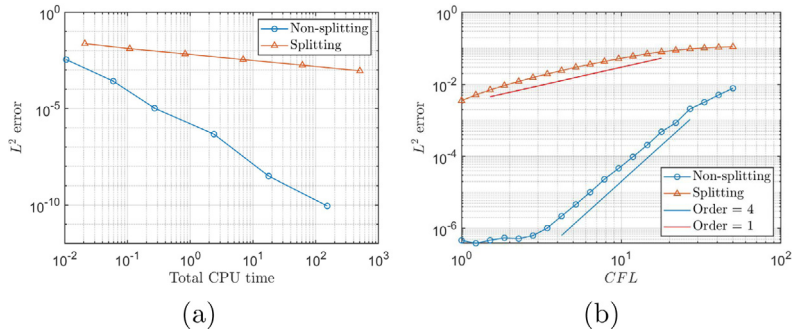 10^0
10^-5
10^-10
L^2 error
10^-2
10^-1
10^0
10^1
10^2
10^3
Total CPU time
Non-splitting
Splitting
(a)
10^0
10^-2
10^-4
10^-6
L^2 error
10^0
10^1
10^2
CFL
Non-splitting
Splitting
Order = 4
Order = 1
(b)